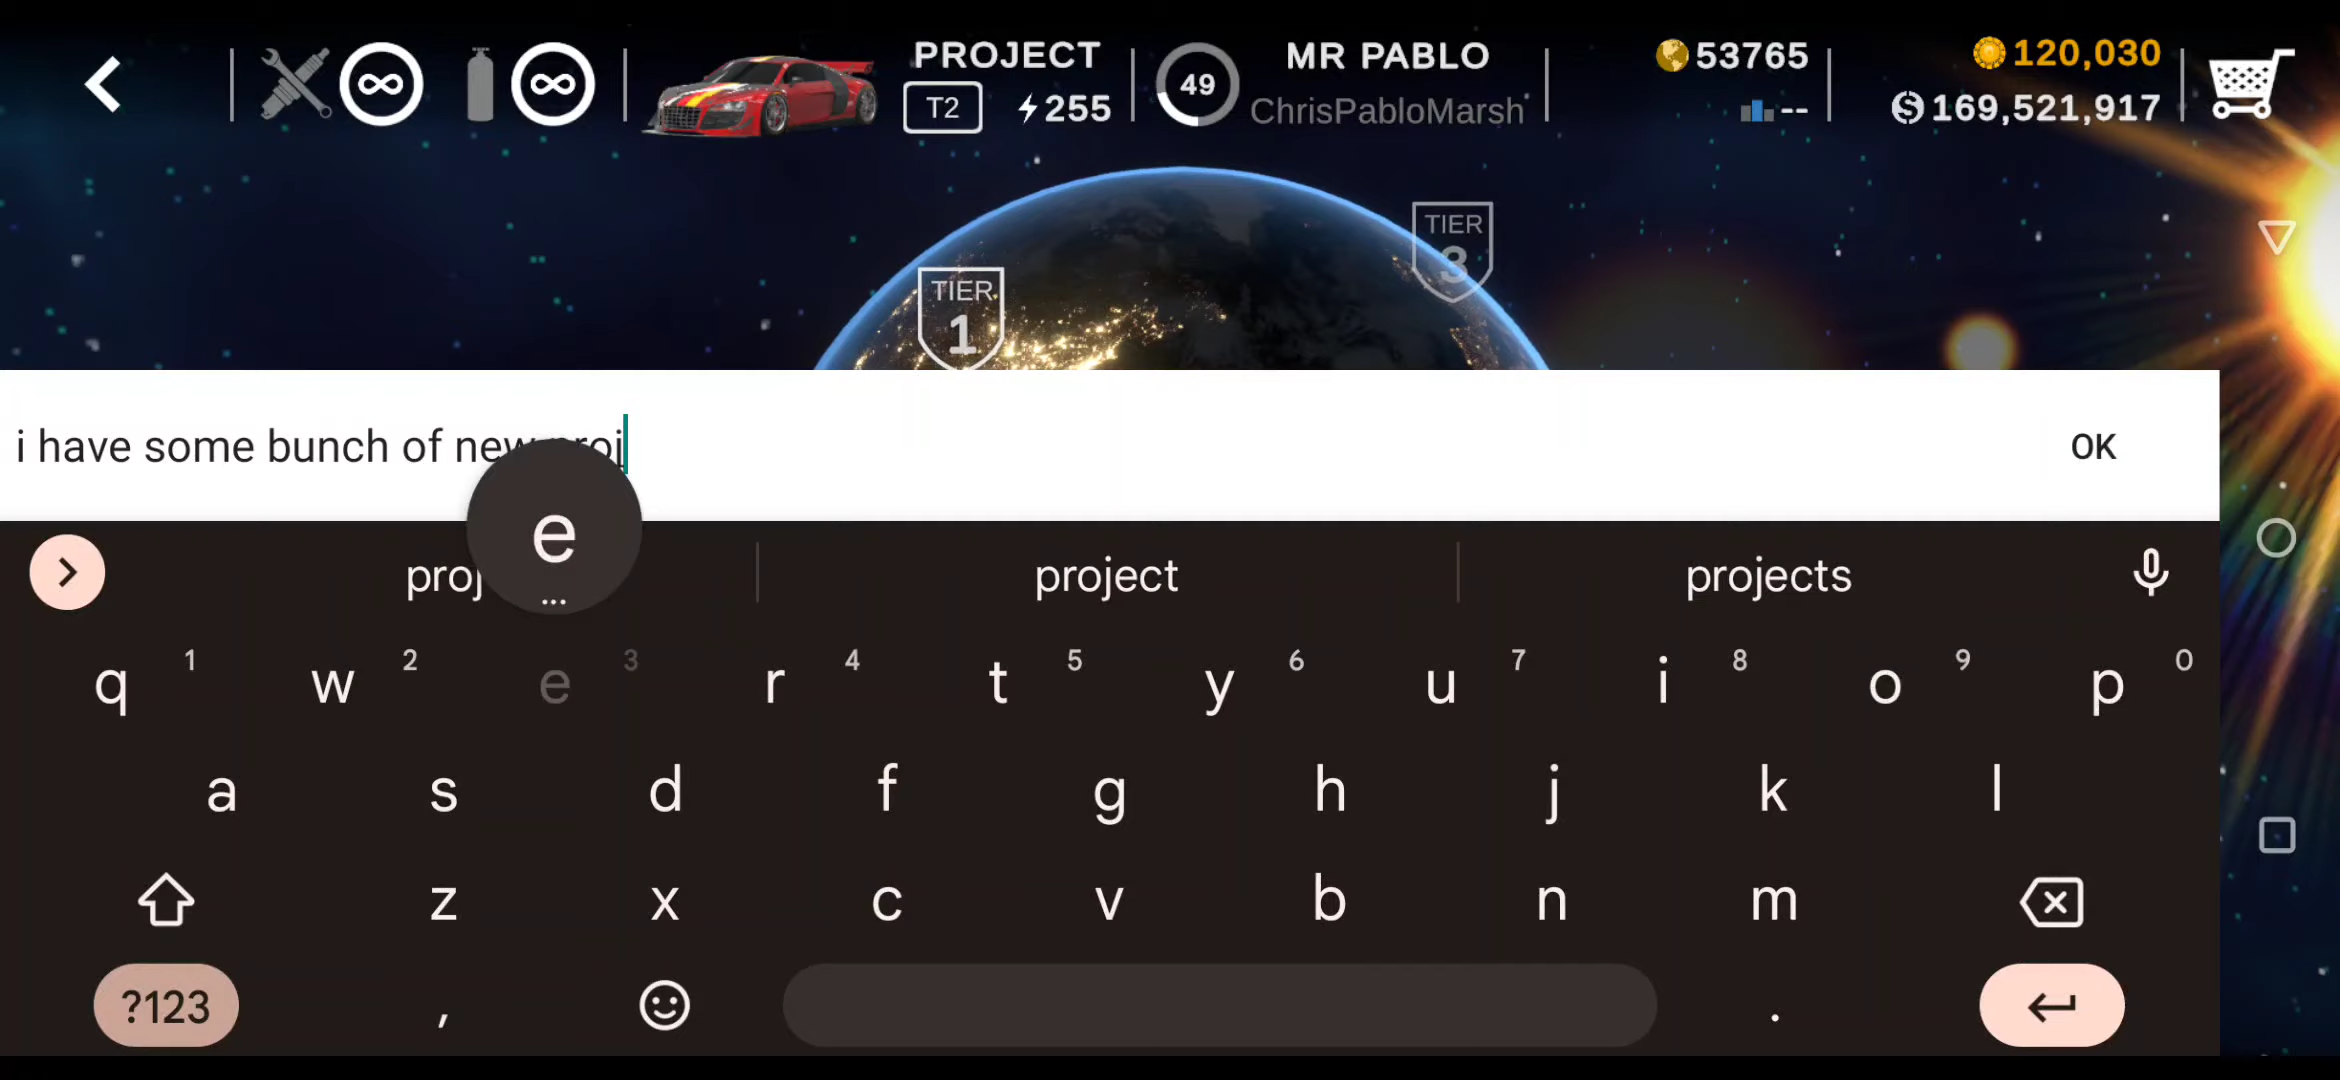 PROJECT
T2 255
49
MR PABLO
ChrisPabloMarsh
53765
--
120,030
169,521,917
TIER
3
TIER
1
i have some bunch of new proj
OK
e
...
proj project projects
q 1 w 2 e 3 r 4 t 5 y 6 u 7 i 8 o 9 p 0
a s d f g h j k l
z x c v b n m
?123 , .